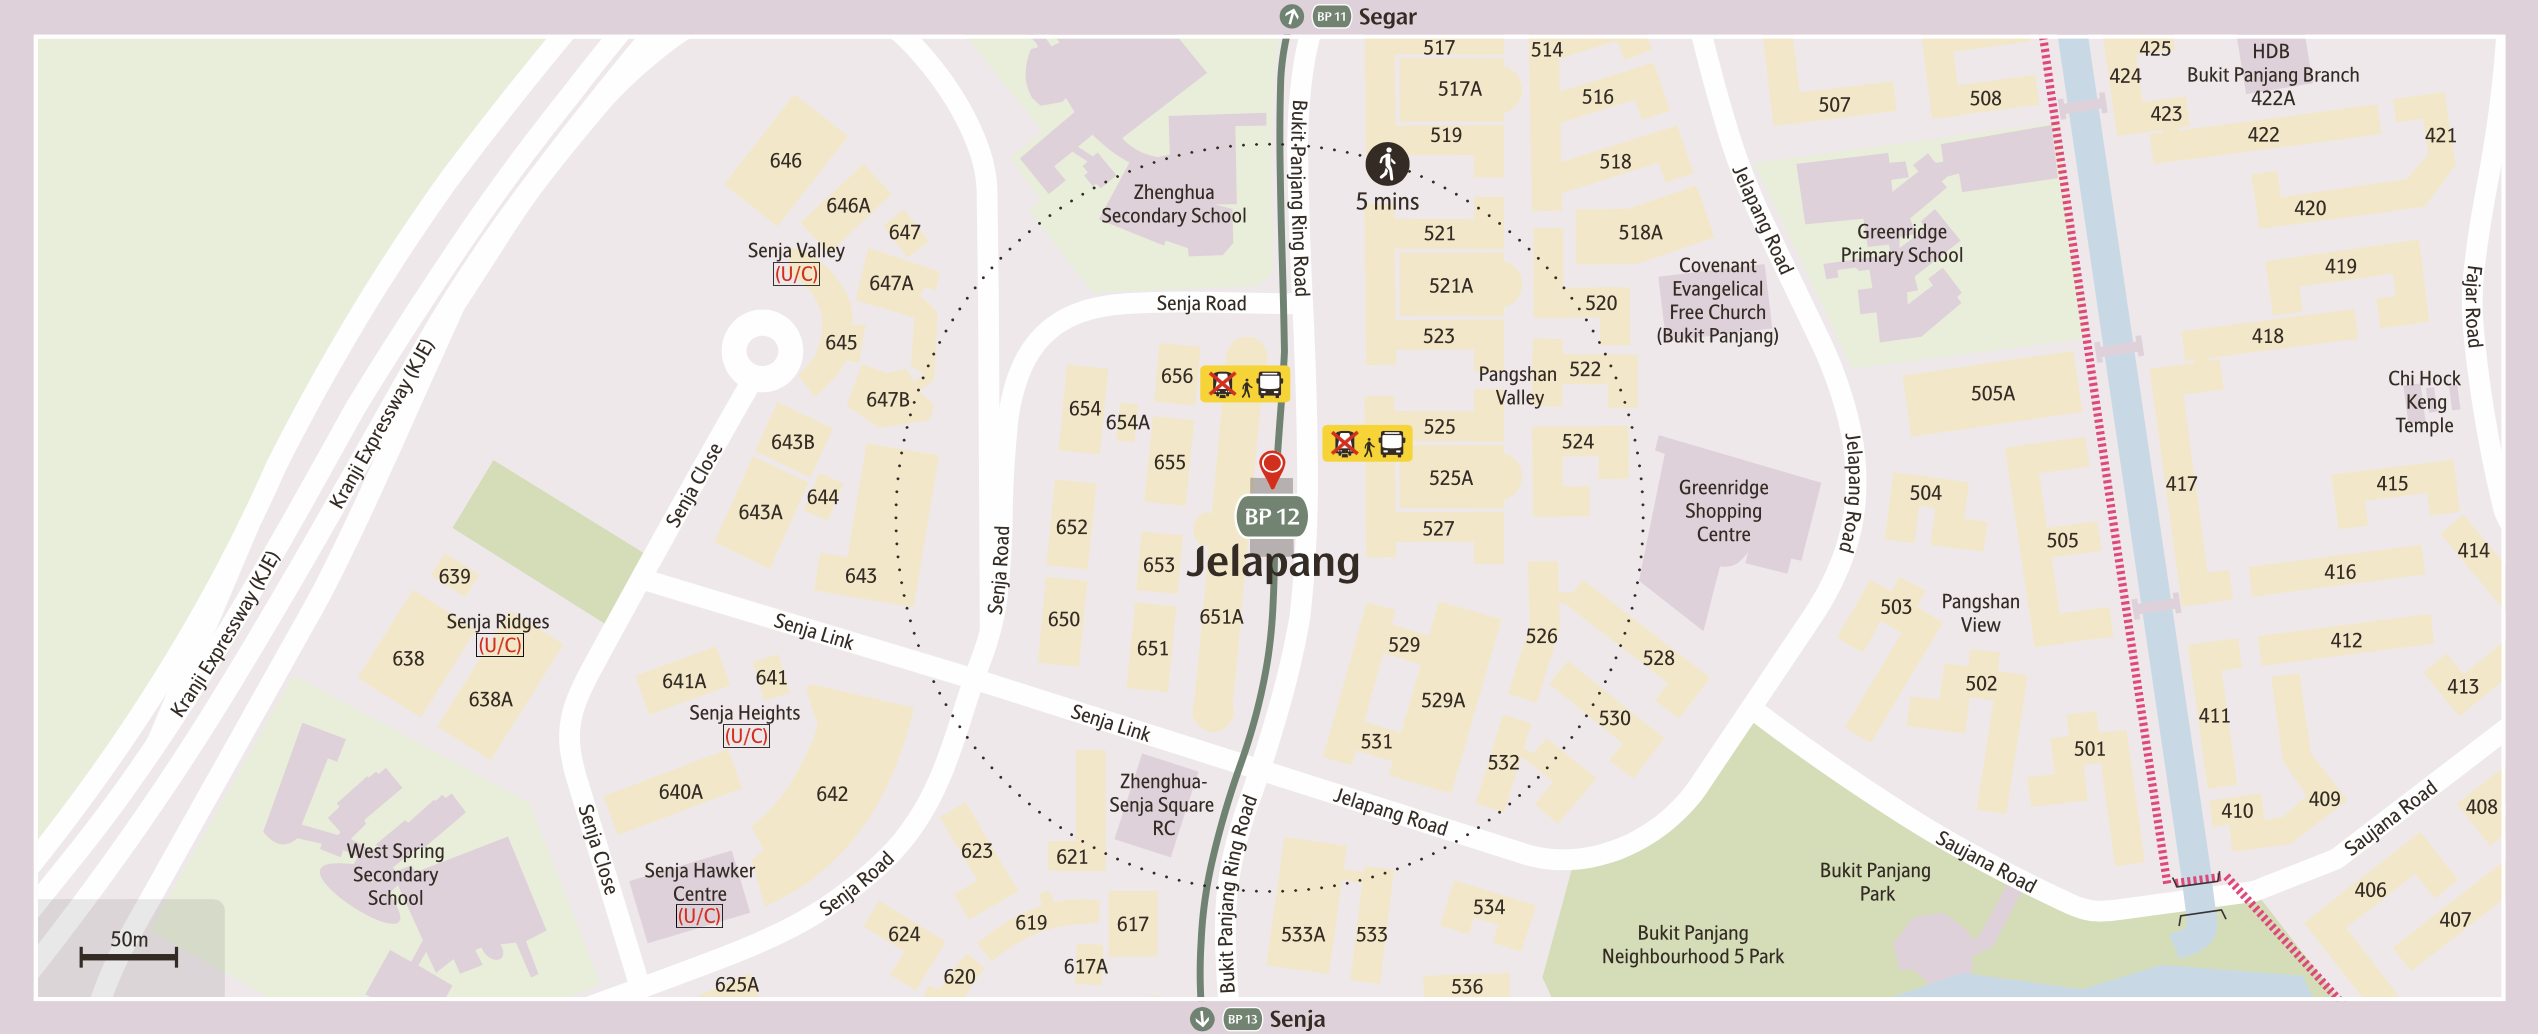 BP 11 Segar
517
514
425
HDB
Bukit Panjang Branch
422A
424
517A
516
507
508
423
422
421
519
518
646
5 mins
Zhenghua
Secondary School
Bukit Panjang Ring Road
Jelapang Road
646A
647
420
521
518A
Greenridge
Primary School
Senja Valley
(U/C)
647A
521A
Covenant
Evangelical
Free Church
(Bukit Panjang)
419
Fajar Road
Senja Road
520
645
523
418
Kranji Expressway (KJE)
656
Pangshan
Valley
522
505A
Chi Hock
Keng
Temple
647B
654
654A
525
643B
524
655
Senja Close
525A
Jelapang Road
644
643A
Greenridge
Shopping
Centre
504
417
415
BP 12
Jelapang
652
527
505
414
653
643
416
639
Kranji Expressway (KJE)
Senja Road
503
Pangshan
View
650
651A
Senja Ridges
(U/C)
Senja Link
651
529
526
528
412
638
641A
641
502
413
638A
529A
Senja Heights
(U/C)
Senja Link
530
411
531
532
501
640A
642
Zhenghua-
Senja Square
RC
Jelapang Road
409
410
408
Saujana Road
Senja Close
West Spring
Secondary
School
623
621
Bukit Panjang Ring Road
Saujana Road
Senja Hawker
Centre
(U/C)
Senja Road
Bukit Panjang
Park
406
534
407
624
619
617
533A
533
Bukit Panjang
Neighbourhood 5 Park
50m
617A
620
625A
536
BP 13 Senja